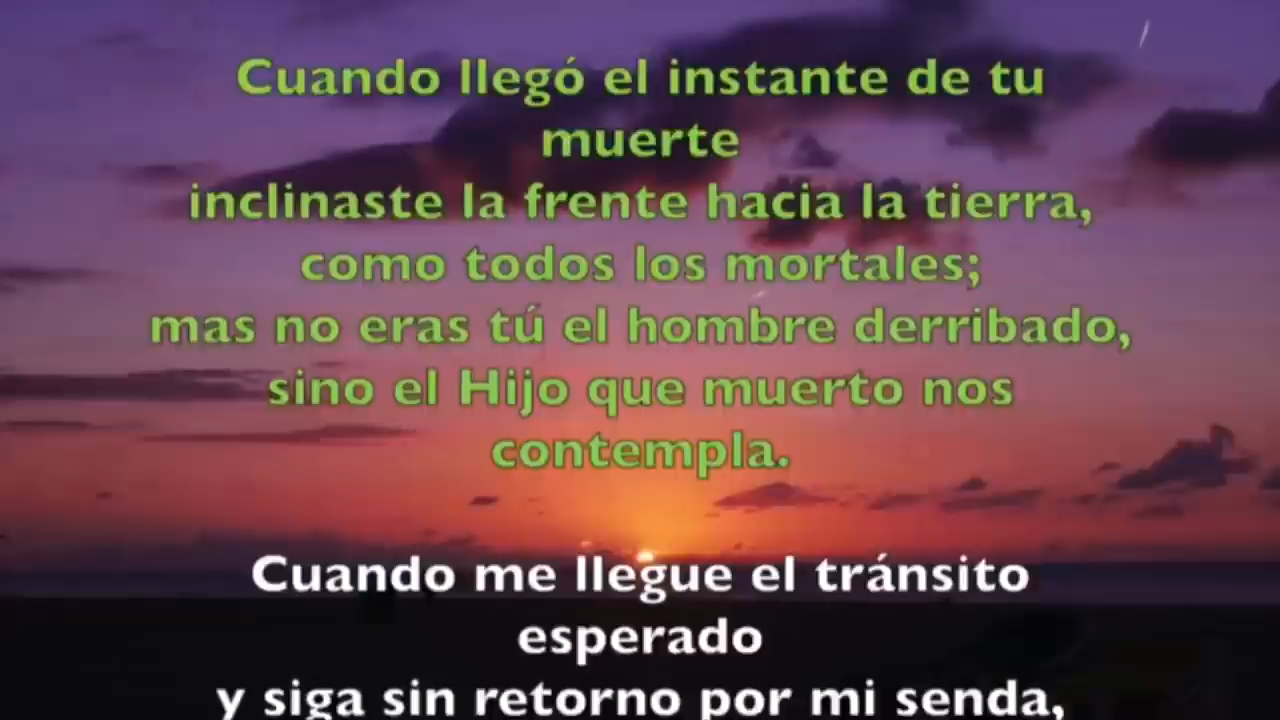 Cuando llegó el instante de tu
muerte
inclinaste la frente hacia la tierra,
como todos los mortales;
mas no eras tú el hombre derribado,
sino el Hijo que muerto nos
contempla.
Cuando me llegue el tránsito
esperado
y siga sin retorno por mi senda,